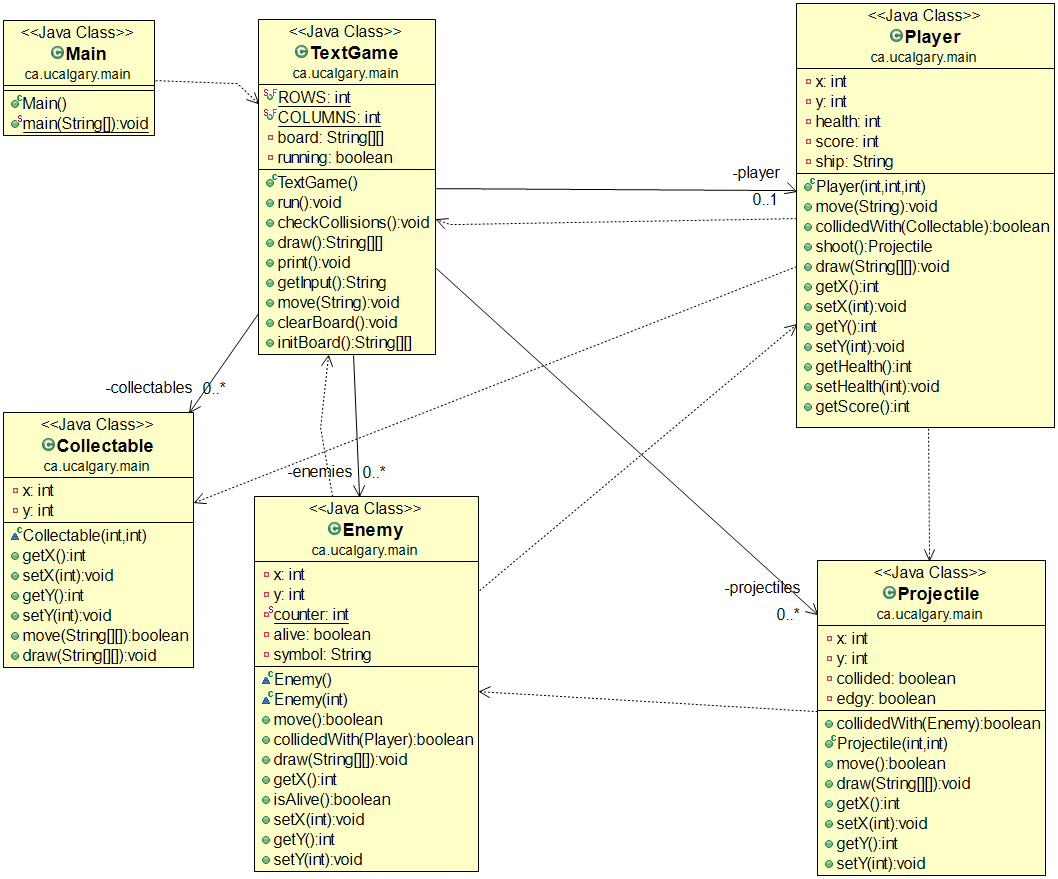 <<Java Class>>
Main
ca.ucalgary.main
Main()
main(String[]):void
<<Java Class>>
TextGame
ca.ucalgary.main
ROWS: int
COLUMNS: int
board: String[][]
running: boolean
TextGame()
run():void
checkCollisions():void
draw():String[][]
print():void
getInput():String
move(String):void
clearBoard():void
initBoard():String[][]
<<Java Class>>
Player
ca.ucalgary.main
x: int
y: int
health: int
score: int
ship: String
Player(int,int,int)
move(String):void
collidedWith(Collectable):boolean
shoot():Projectile
draw(String[][]):void
getX():int
setX(int):void
getY():int
setY(int):void
getHealth():int
setHealth(int):void
getScore():int
-player
0..1
-collectables 0..*
<<Java Class>>
Collectable
ca.ucalgary.main
x: int
y: int
Collectable(int,int)
getX():int
setX(int):void
getY():int
setY(int):void
move(String[][]):boolean
draw(String[][]):void
-enemies 0..*
<<Java Class>>
Enemy
ca.ucalgary.main
x: int
y: int
counter: int
alive: boolean
symbol: String
Enemy()
Enemy(int)
move():boolean
collidedWith(Player):boolean
draw(String[][]):void
getX():int
isAlive():boolean
setX(int):void
getY():int
setY(int):void
-projectiles
0..*
<<Java Class>>
Projectile
ca.ucalgary.main
x: int
y: int
collided: boolean
edgy: boolean
collidedWith(Enemy):boolean
Projectile(int,int)
move():boolean
draw(String[][]):void
getX():int
setX(int):void
getY():int
setY(int):void